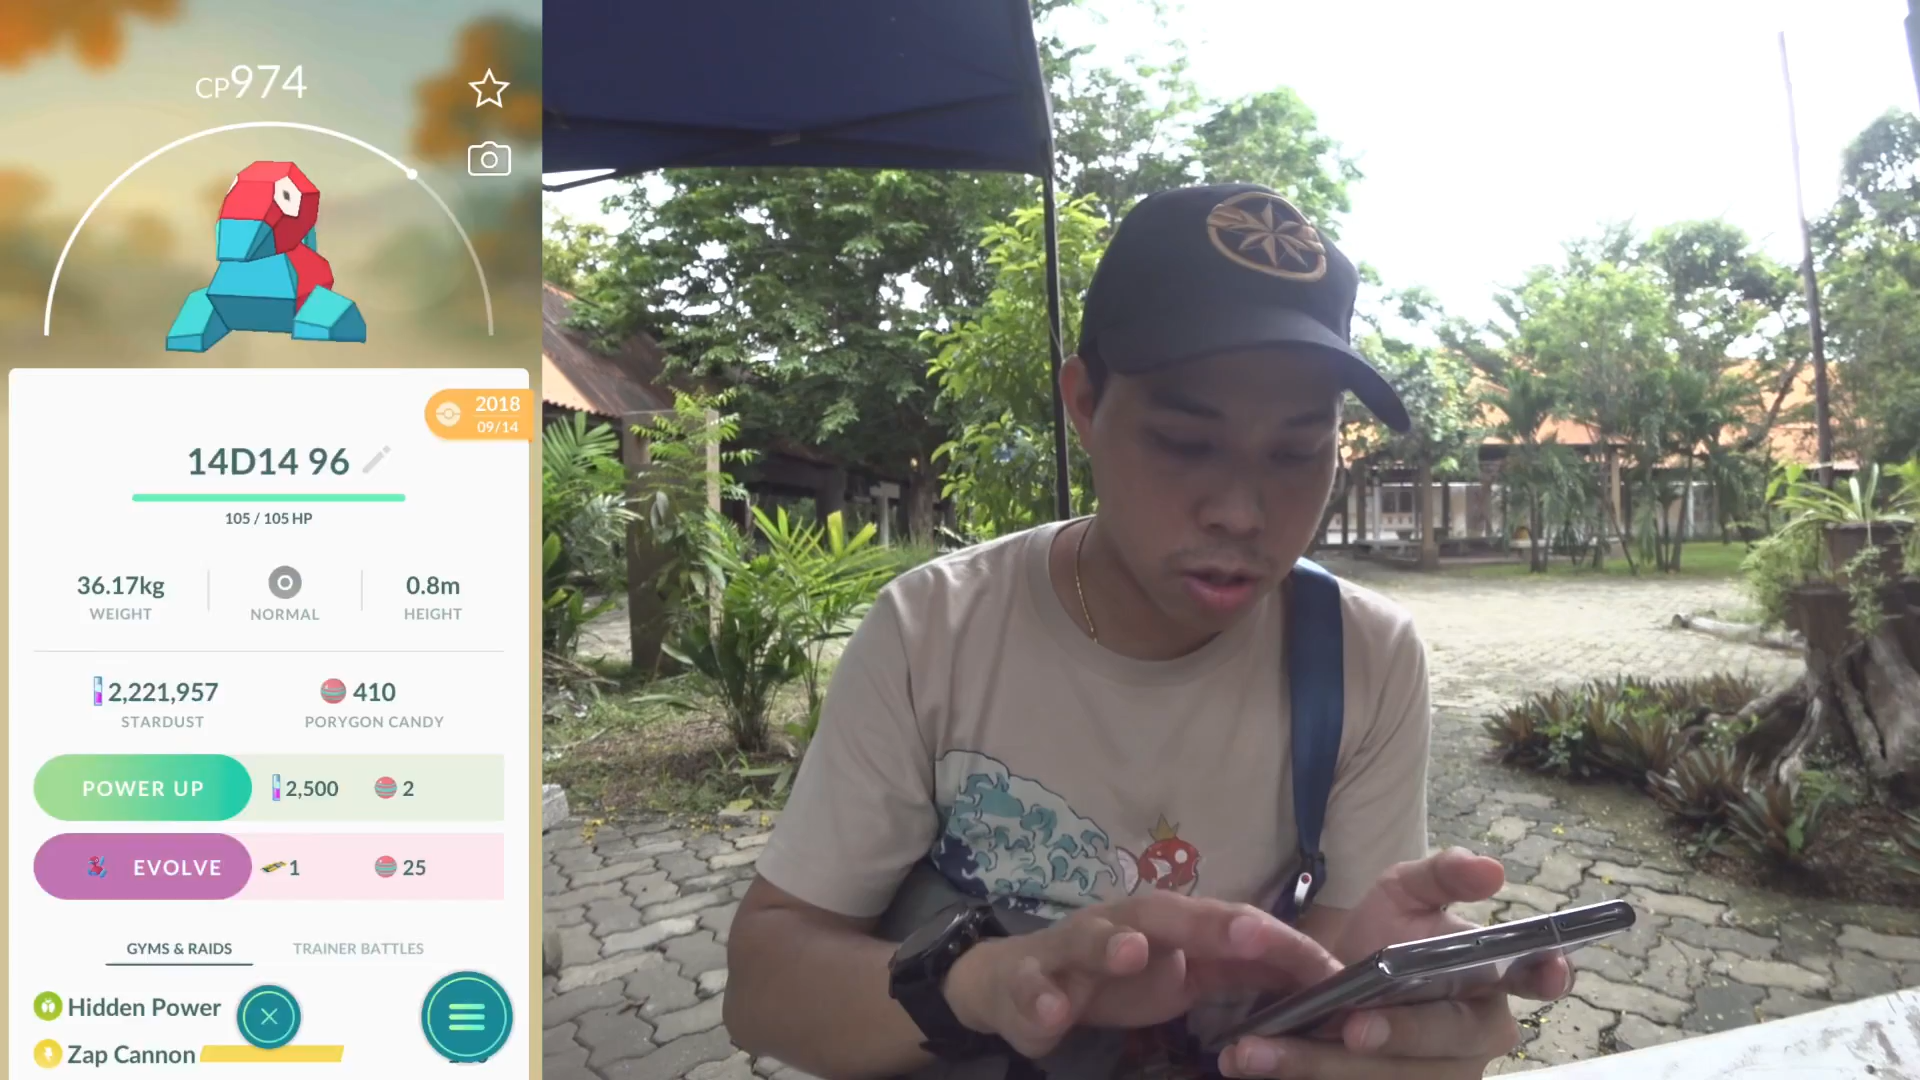 CP974
2018
09/14
14D14 96
105 / 105 HP
36.17kg
WEIGHT
NORMAL
0.8m
HEIGHT
2,221,957
STARDUST
410
PORYGON CANDY
POWER UP 2,500 2
EVOLVE 1 25
GYMS & RAIDS TRAINER BATTLES
Hidden Power
Zap Cannon